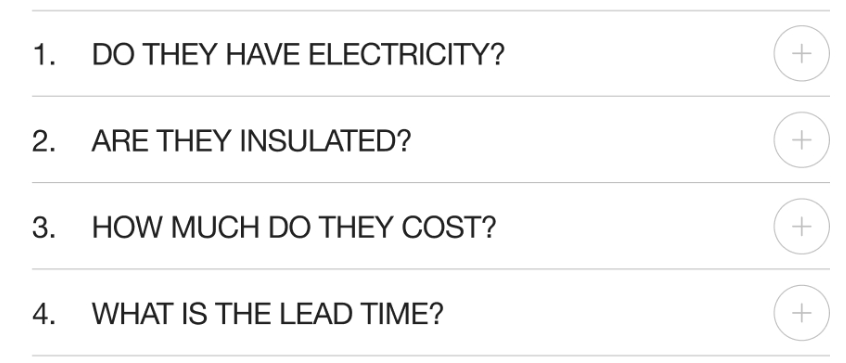 1. DO THEY HAVE ELECTRICITY?
2. ARE THEY INSULATED?
3. HOW MUCH DO THEY COST?
4. WHAT IS THE LEAD TIME?